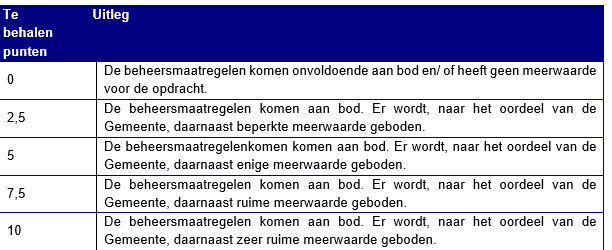 Te Uitleg
behalen
punten
0 De beheersmaatregelen komen onvoldoende aan bod en/ of heeft geen meerwaarde
voor de opdracht.
2,5 De beheersmaatregelen komen aan bod. Er wordt, naar het oordeel van de
Gemeente, daarnaast beperkte meerwaarde geboden.
5 De beheersmaatregelenkomen komen aan bod. Er wordt, naar het oordeel van de
Gemeente, daarnaast enige meerwaarde geboden.
7,5 De beheersmaatregelen komen aan bod. Er wordt, naar het oordeel van de
Gemeente, daarnaast ruime meerwaarde geboden.
10 De beheersmaatregelen komen aan bod. Er wordt, naar het oordeel van de
Gemeente, daarnaast zeer ruime meerwaarde geboden.